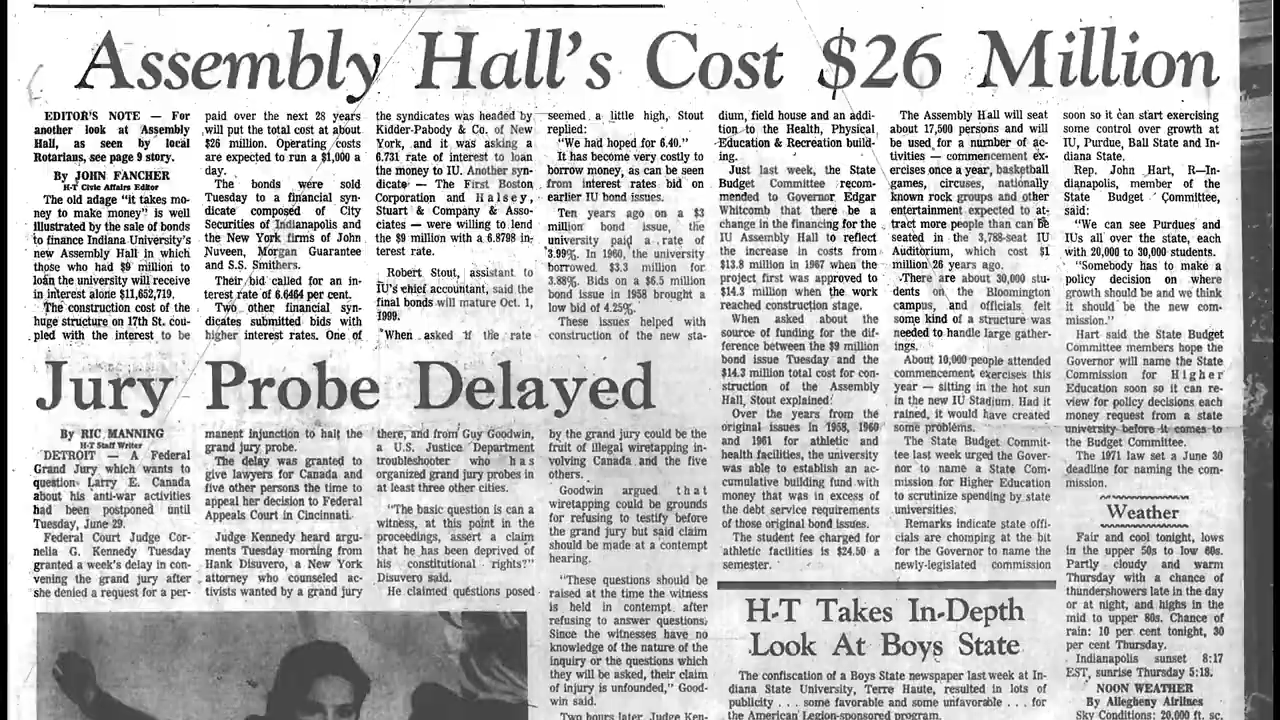 Assembly Hall's Cost $26 Million
EDITOR'S NOTE — For
another look at Assembly
Hall, as seen by local
Rotarians, see page 9 story.
By JOHN FANCHER
H-T Civic Affairs Editor
The old adage "it takes mo-
ney to make money" is well
illustrated by the sale of bonds
to finance Indiana University's
new Assembly Hall in which
those who had $9 million to
loan the university will receive
in interest alone $11,652,719.
The construction cost of the
huge structure on 17th St. cou-
pled with the interest to be
paid over the next 28 years
will put the total cost at about
$26 million. Operating costs
are expected to run a $1,000 a
day.
The bonds were sold
Tuesday to a financial syn-
dicate composed of City
Securities of Indianapolis and
the New York firms of John
Nuveen, Morgan Guarantee
and S.S. Smithers.
Their bid called for an in-
terest rate of 6.6464 per cent.
Two other financial syn-
dicates submitted bids with
higher interest rates. One of
the syndicates was headed by
Kidder-Pabody & Co. of New
York, and it was asking a
6.731 rate of interest to loan
the money to IU. Another syn-
dicate — The First Boston
Corporation and Halsey,
Stuart & Company & Asso-
ciates — were willing to lend
the $9 million with a 6.8798 in-
terest rate.
Robert Stout, assistant to
IU's chief accountant, said the
final bonds will mature Oct. 1,
1999.
When asked if the rate
seemed a little high, Stout
replied:
"We had hoped for 6.40."
It has become very costly to
borrow money, as can be seen
from interest rates bid on
earlier IU bond issues.
Ten years ago on a $3
million bond issue, the
university paid a rate of
3.99%. In 1960, the university
borrowed $3.3 million for
3.88%. Bids on a $6.5 million
bond issue in 1958 brought a
low bid of 4.25%.
These issues helped with
construction of the new sta-
dium, field house and an addi-
tion to the Health, Physical
Education & Recreation build-
ing.
Just last week, the State
Budget Committee recom-
mended to Governor Edgar
Whitcomb that there be a
change in the financing for the
IU Assembly Hall to reflect
the increase in costs from
$13.8 million in 1967 when the
project first was approved to
$14.3 million when the work
reached construction stage.
When asked about the
source of funding for the dif-
ference between the $9 million
bond issue Tuesday and the
$14.3 million total cost for con-
struction of the Assembly
Hall, Stout explained:
Over the years from the
original issues in 1958, 1960
and 1961 for athletic and
health facilities, the university
was able to establish an ac-
cumulative building fund with
money that was in excess of
the debt service requirements
of those original bond issues.
The student fee charged for
athletic facilities is $24.50 a
semester.
The Assembly Hall will seat
about 17,500 persons and will
be used for a number of ac-
tivities — commencement ex-
ercises once a year, basketball
games, circuses, nationally
known rock groups and other
entertainment expected to at-
tract more people than can be
seated in the 3,788-seat IU
Auditorium, which cost $1
million 26 years ago.
There are about 30,000 stu-
dents on the Bloomington
campus, and officials felt
some kind of a structure was
needed to handle large gather-
ings.
About 10,000 people attended
commencement exercises this
year — sitting in the hot sun
in the new IU Stadium. Had it
rained, it would have created
some problems.
The State Budget Commit-
tee last week urged the Gover-
nor to name a State Com-
mission for Higher Education
to scrutinize spending by state
universities.
Remarks indicate state offi-
cials are chomping at the bit
for the Governor to name the
newly-legislated commission
soon so it can start exercising
some control over growth at
IU, Purdue, Ball State and In-
diana State.
Rep. John Hart, R—In-
dianapolis, member of the
State Budget Committee,
said:
"We can see Purdues and
IUs all over the state, each
with 20,000 to 30,000 students.
"Somebody has to make a
policy decision on where
growth should be and we think
it should be the new com-
mission."
Hart said the State Budget
Committee members hope the
Governor will name the State
Commission for Higher
Education soon so it can re-
view for policy decisions each
money request from a state
university before it comes to
the Budget Committee.
The 1971 law set a June 30
deadline for naming the com-
mission.
Jury Probe Delayed
By RIC MANNING
H-T Staff Writer
DETROIT — A Federal
Grand Jury which wants to
question Larry E. Canada
about his anti-war activities
had been postponed until
Tuesday, June 29.
Federal Court Judge Cor-
nelia G. Kennedy Tuesday
granted a week's delay in con-
vening the grand jury after
she denied a request for a per-
manent injunction to halt the
grand jury probe.
The delay was granted to
give lawyers for Canada and
five other persons the time to
appeal her decision to Federal
Appeals Court in Cincinnati.
Judge Kennedy heard argu-
ments Tuesday morning from
Hank Disuvero, a New York
attorney who counseled ac-
tivists wanted by a grand jury
there, and from Guy Goodwin,
a U.S. Justice Department
troubleshooter who has
organized grand jury probes in
at least three other cities.
"The basic question is can a
witness, at this point in the
proceedings, assert a claim
that he has been deprived of
his constitutional rights?"
Disuvero said.
He claimed questions posed
by the grand jury could be the
fruit of illegal wiretapping in-
volving Canada and the five
others.
Goodwin argued that
wiretapping could be grounds
for refusing to testify before
the grand jury but said claim
should be made at a contempt
hearing.
"These questions should be
raised at the time the witness
is held in contempt after
refusing to answer questions.
Since the witnesses have no
knowledge of the nature of the
inquiry or the questions which
they will be asked, their claim
of injury is unfounded," Good-
win said.
Two hours later, Judge Ken-
H-T Takes In-Depth
Look At Boys State
The confiscation of a Boys State newspaper last week at In-
diana State University, Terre Haute, resulted in lots of
publicity . . . some favorable and some unfavorable . . . for
the American Legion-sponsored program.
Weather
Fair and cool tonight, lows
in the upper 50s to low 60s.
Partly cloudy and warm
Thursday with a chance of
thundershowers late in the day
or at night, and highs in the
mid to upper 80s. Chance of
rain: 10 per cent tonight, 30
per cent Thursday.
Indianapolis sunset 8:17
EST, sunrise Thursday 5:18.
NOON WEATHER
By Allegheny Airlines
Sky Conditions: 20,000 ft. sc.